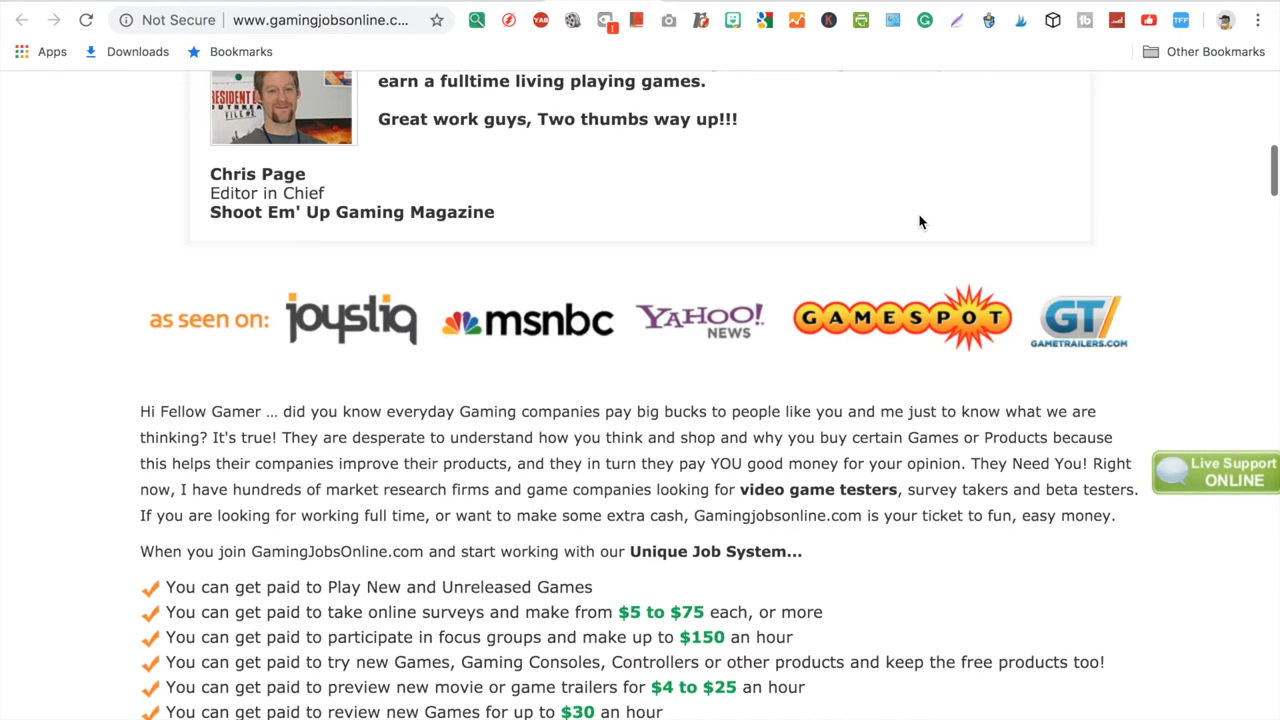 Not Secure
www.gamingjobsonline.c...
Apps
Downloads
Bookmarks
Other Bookmarks
earn a fulltime living playing games.
Great work guys, Two thumbs way up!!!
Chris Page
Editor in Chief
Shoot Em' Up Gaming Magazine
as seen on: joystiq msnbc YAHOO! NEWS GAMESPOT GT/ GAMETRAILERS.COM
Hi Fellow Gamer ... did you know everyday Gaming companies pay big bucks to people like you and me just to know what we are
thinking? It's true! They are desperate to understand how you think and shop and why you buy certain Games or Products because
this helps their companies improve their products, and they in turn they pay YOU good money for your opinion. They Need You! Right
now, I have hundreds of market research firms and game companies looking for video game testers, survey takers and beta testers.
If you are looking for working full time, or want to make some extra cash, Gamingjobsonline.com is your ticket to fun, easy money.
Live Support
ONLINE
When you join GamingJobsOnline.com and start working with our Unique Job System...
You can get paid to Play New and Unreleased Games
You can get paid to take online surveys and make from $5 to $75 each, or more
You can get paid to participate in focus groups and make up to $150 an hour
You can get paid to try new Games, Gaming Consoles, Controllers or other products and keep the free products too!
You can get paid to preview new movie or game trailers for $4 to $25 an hour
You can get paid to review new Games for up to $30 an hour